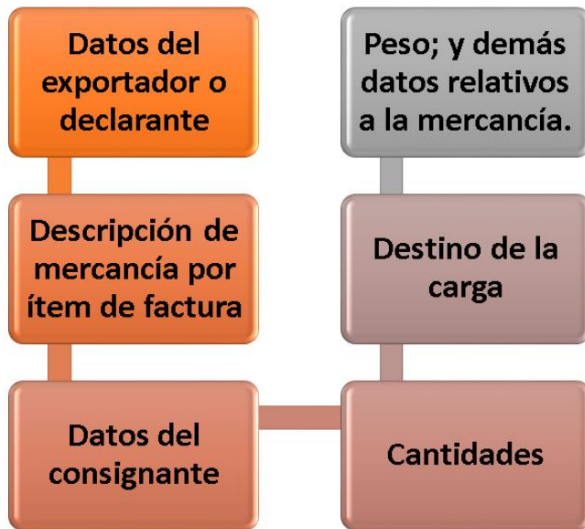 Datos del
exportador o
declarante
Descripción de
mercancía por
ítem de factura
Datos del
consignante
Cantidades
Destino de la
carga
Peso; y demás
datos relativos
a la mercancía.